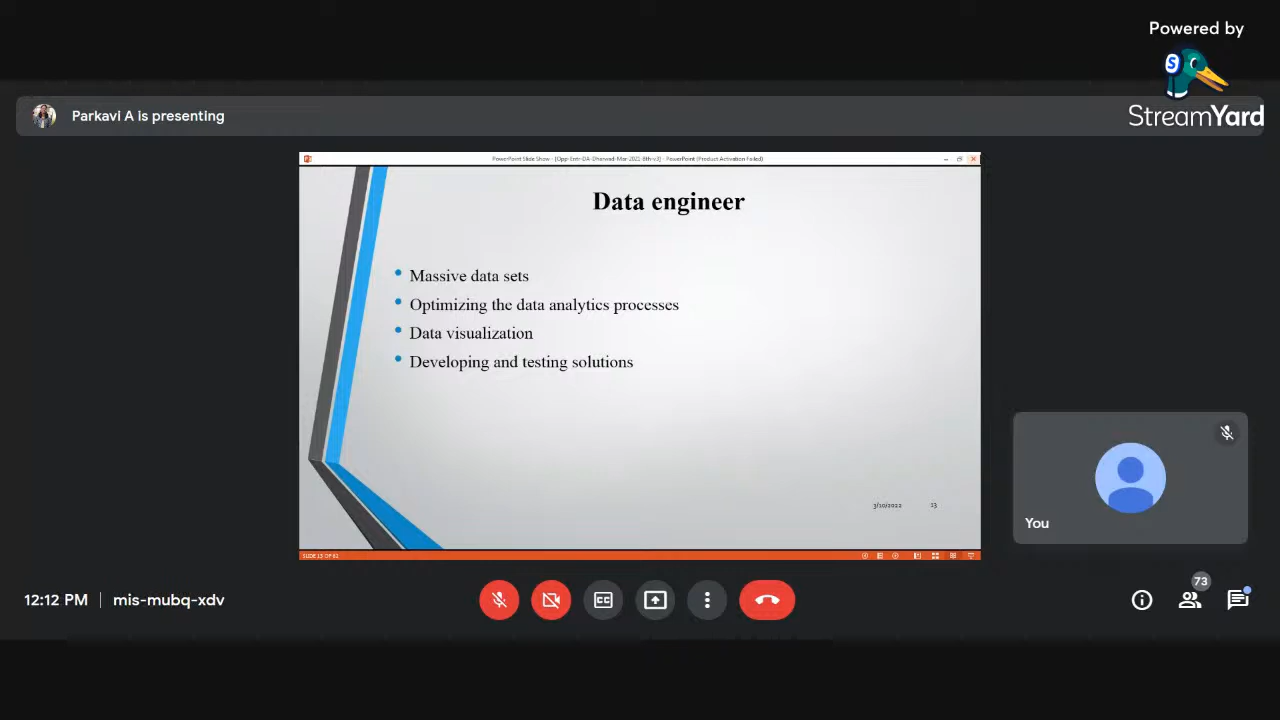 Powered by
StreamYard
Parkavi A is presenting
Data engineer
Massive data sets
Optimizing the data analytics processes
Data visualization
Developing and testing solutions
3/10/2022 13
You
12:12 PM | mis-mubq-xdv
CC
73